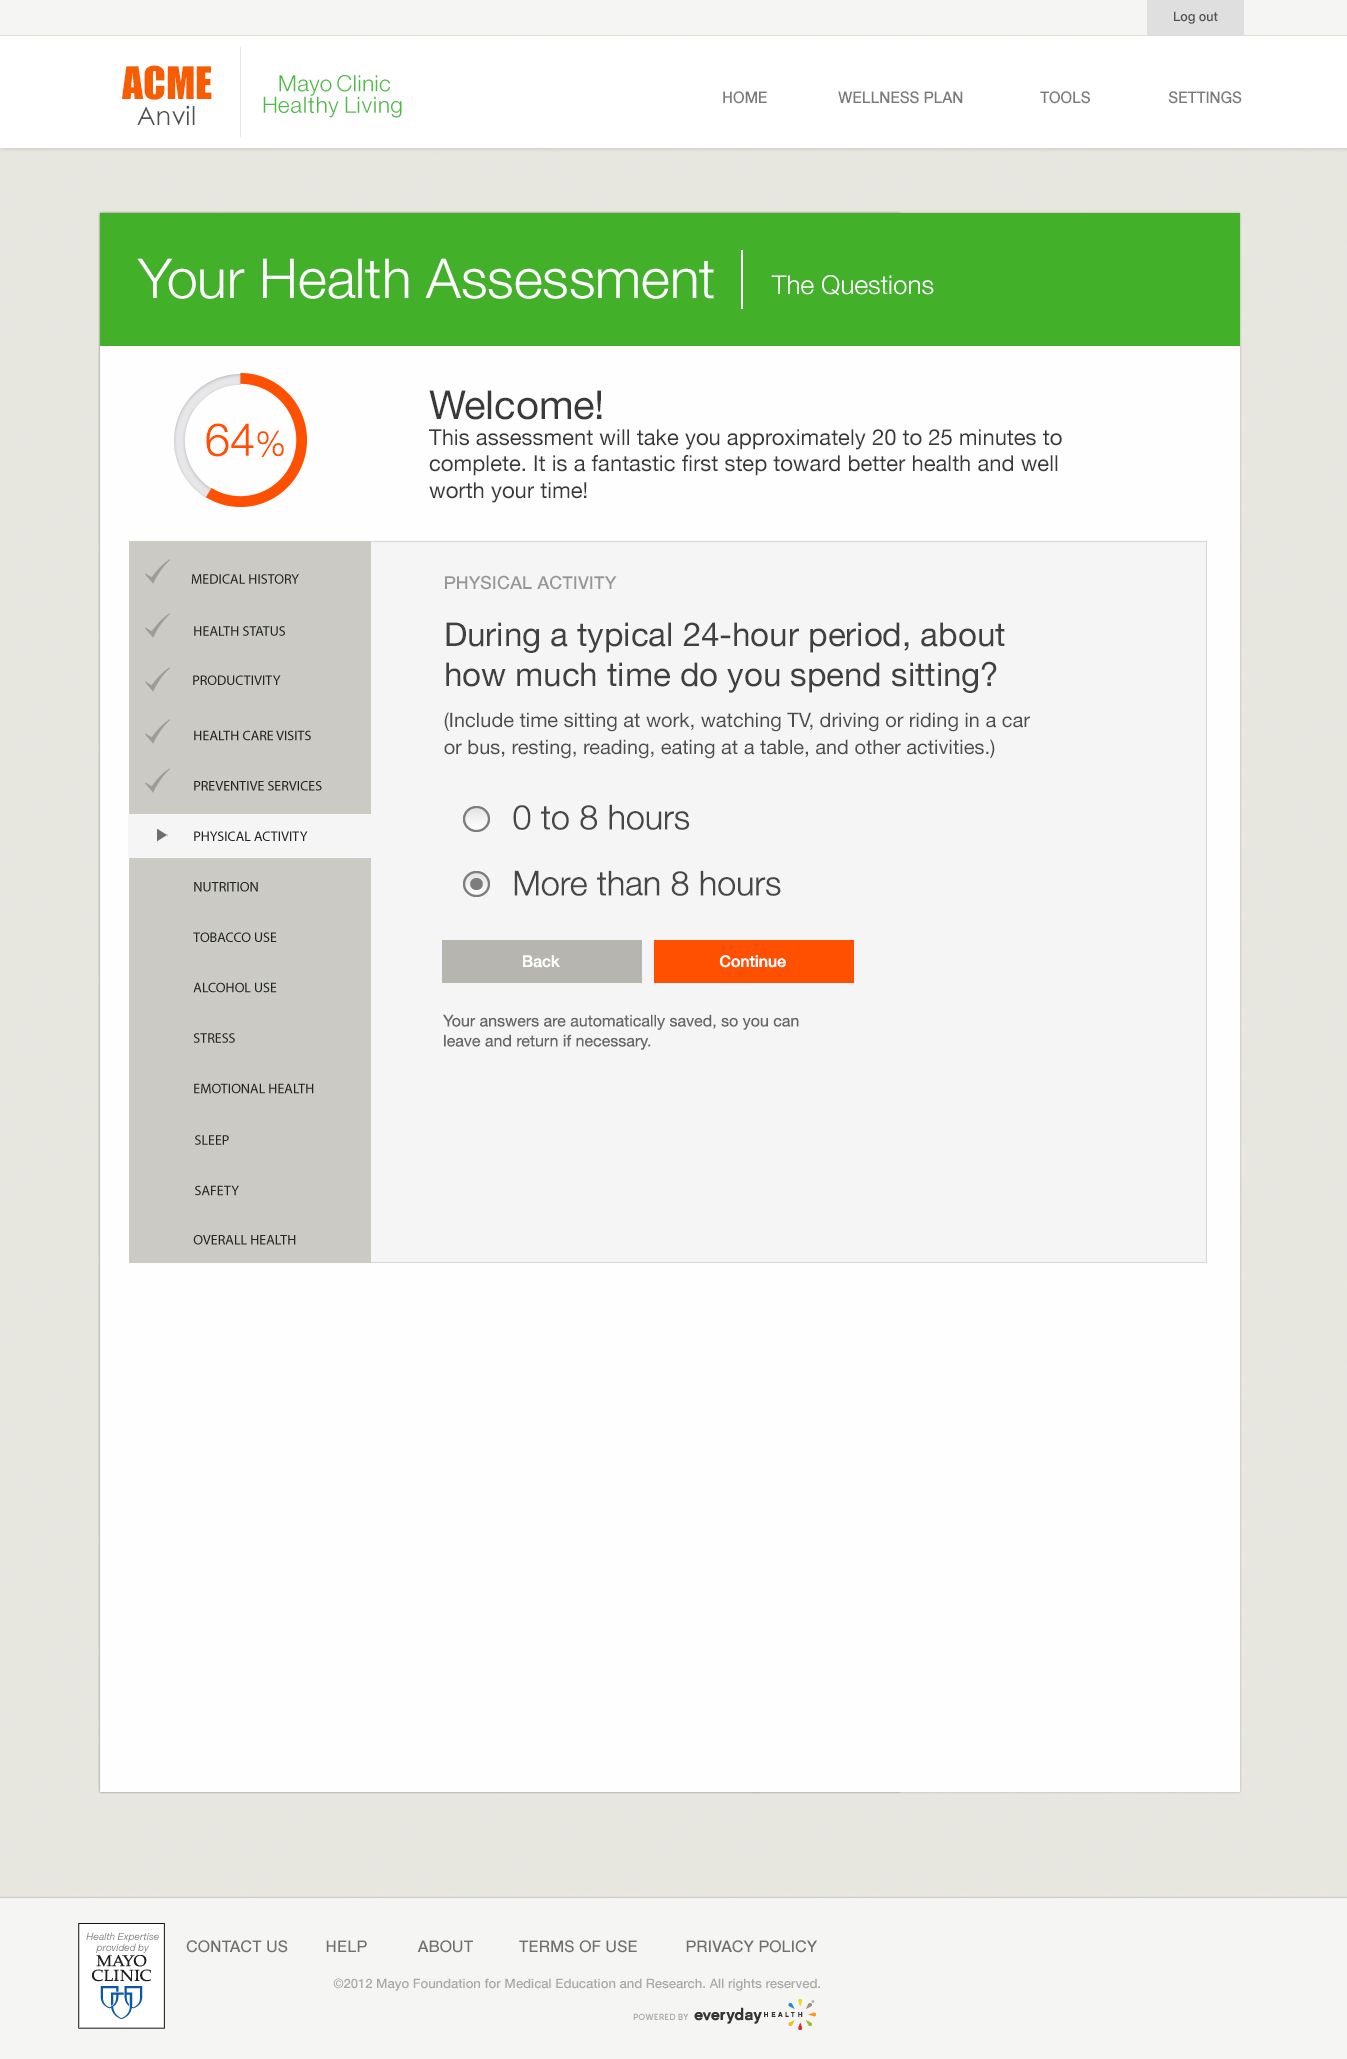 Log out
ACME
Anvil
Mayo Clinic
Healthy Living
HOME
WELLNESS PLAN
TOOLS
SETTINGS
Your Health Assessment
The Questions
64%
Welcome!
This assessment will take you approximately 20 to 25 minutes to
complete. It is a fantastic first step toward better health and well
worth your time!
MEDICAL HISTORY
HEALTH STATUS
PRODUCTIVITY
HEALTH CARE VISITS
PREVENTIVE SERVICES
PHYSICAL ACTIVITY
NUTRITION
TOBACCO USE
ALCOHOL USE
STRESS
EMOTIONAL HEALTH
SLEEP
SAFETY
OVERALL HEALTH
PHYSICAL ACTIVITY
During a typical 24-hour period, about
how much time do you spend sitting?
(Include time sitting at work, watching TV, driving or riding in a car
or bus, resting, reading, eating at a table, and other activities.)
0 to 8 hours
More than 8 hours
Back
Continue
Your answers are automatically saved, so you can
leave and return if necessary.
Health Expertise
provided by
MAYO
CLINIC
CONTACT US
HELP
ABOUT
TERMS OF USE
PRIVACY POLICY
©2012 Mayo Foundation for Medical Education and Research. All rights reserved.
POWERED BY everydayHEALTH